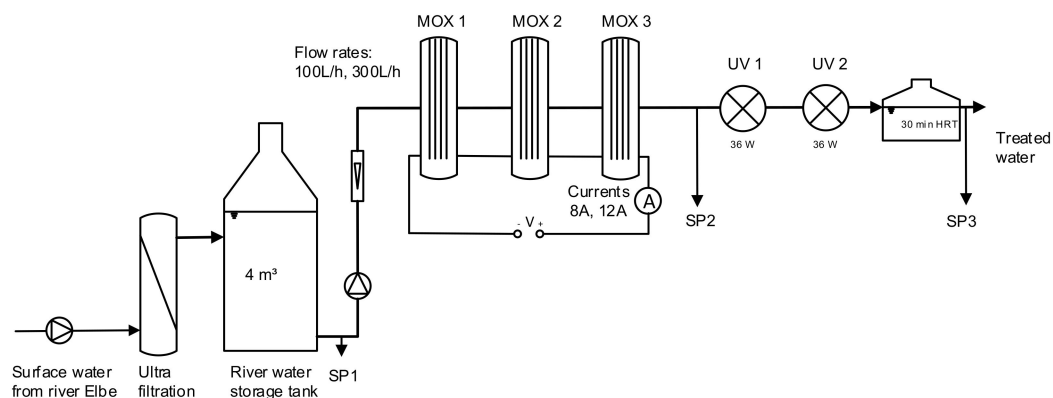 MOX 1
MOX 2
MOX 3
Flow rates:
100L/h, 300L/h
UV 1
UV 2
36 W
36 W
30 min HRT
Treated
water
Currents
8A, 12A
A
- V +
SP2
SP3
4 m³
SP1
Surface water
from river Elbe
Ultra
filtration
River water
storage tank